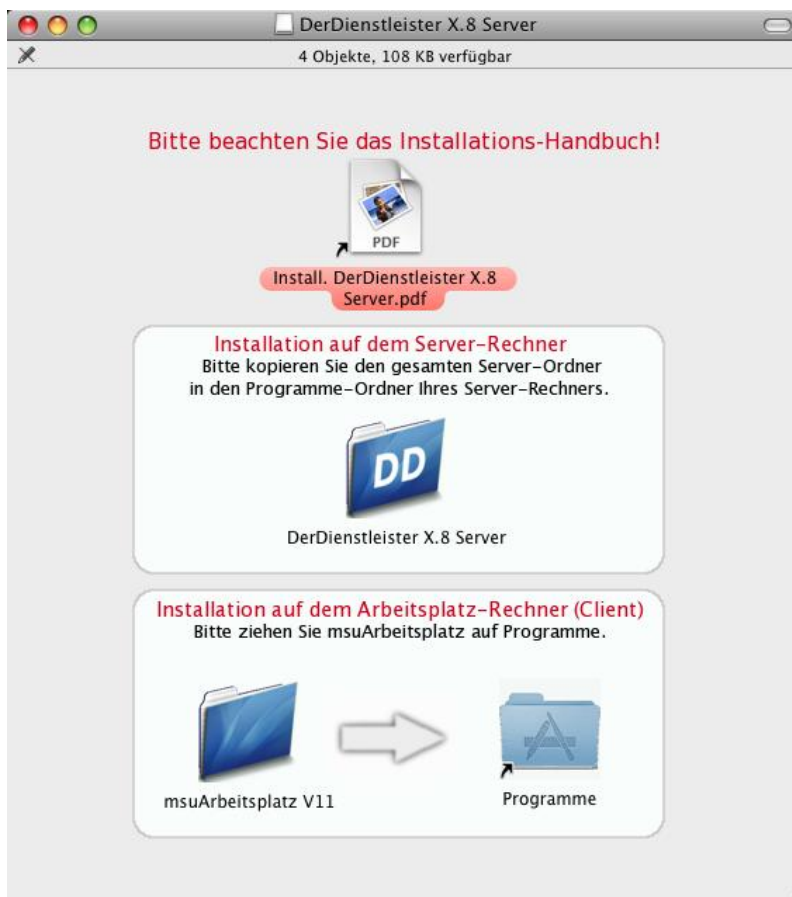 DerDienstleister X.8 Server
4 Objekte, 108 KB verfügbar
Bitte beachten Sie das Installations-Handbuch!
PDF
Install. DerDienstleister X.8
Server.pdf
Installation auf dem Server-Rechner
Bitte kopieren Sie den gesamten Server-Ordner
in den Programme-Ordner Ihres Server-Rechners.
DD
DerDienstleister X.8 Server
Installation auf dem Arbeitsplatz-Rechner (Client)
Bitte ziehen Sie msuArbeitsplatz auf Programme.
msuArbeitsplatz V11
Programme